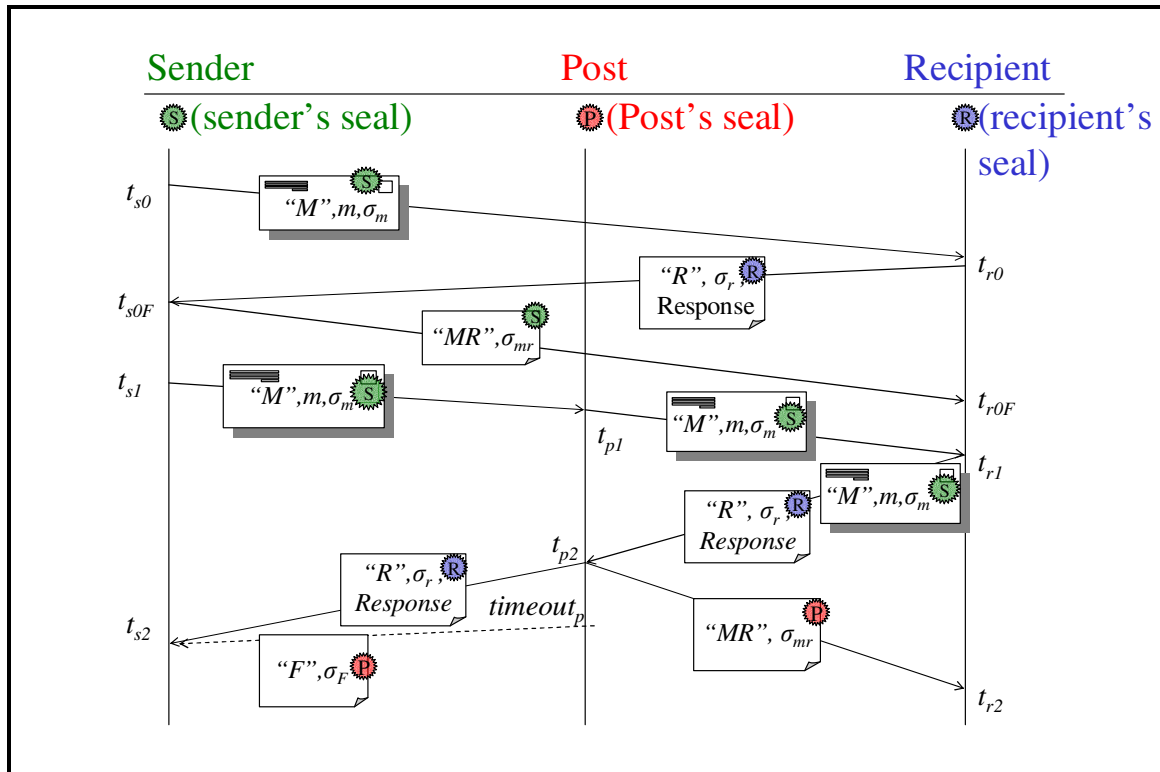 Sender Post Recipient
S (sender’s seal) P (Post’s seal) R (recipient’s
seal)
t_s0
S
“M”,m,σ_m
t_r0
“R”, σ_r, R
Response
t_s0F
S
“MR”,σ_mr
t_s1
“M”,m,σ_m S
t_r0F
t_p1
“M”,m,σ_m S
t_r1
“M”,m,σ_m S
“R”, σ_r, R
Response
t_p2
“R”,σ_r, R
Response
timeout_p
P
“MR”, σ_mr
t_s2
“F”,σ_F P
t_r2